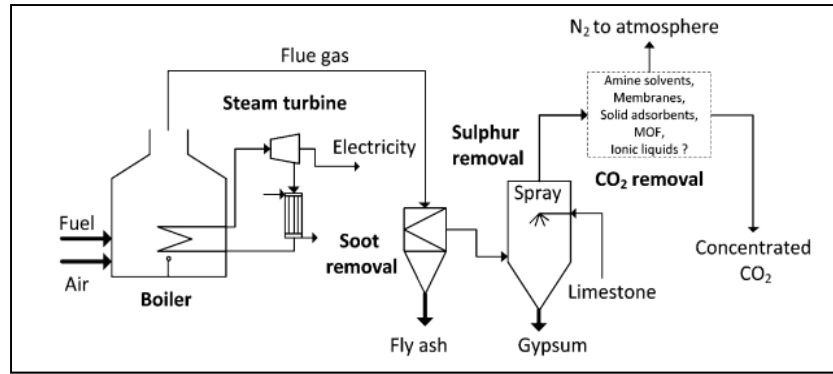 N₂ to atmosphere
Flue gas
Amine solvents,
Membranes,
Solid adsorbents,
MOF,
Ionic liquids ?
Steam turbine
Electricity
Sulphur
removal
CO₂ removal
Spray
Fuel
Air
Boiler
Soot
removal
Limestone
Concentrated
CO₂
Fly ash
Gypsum